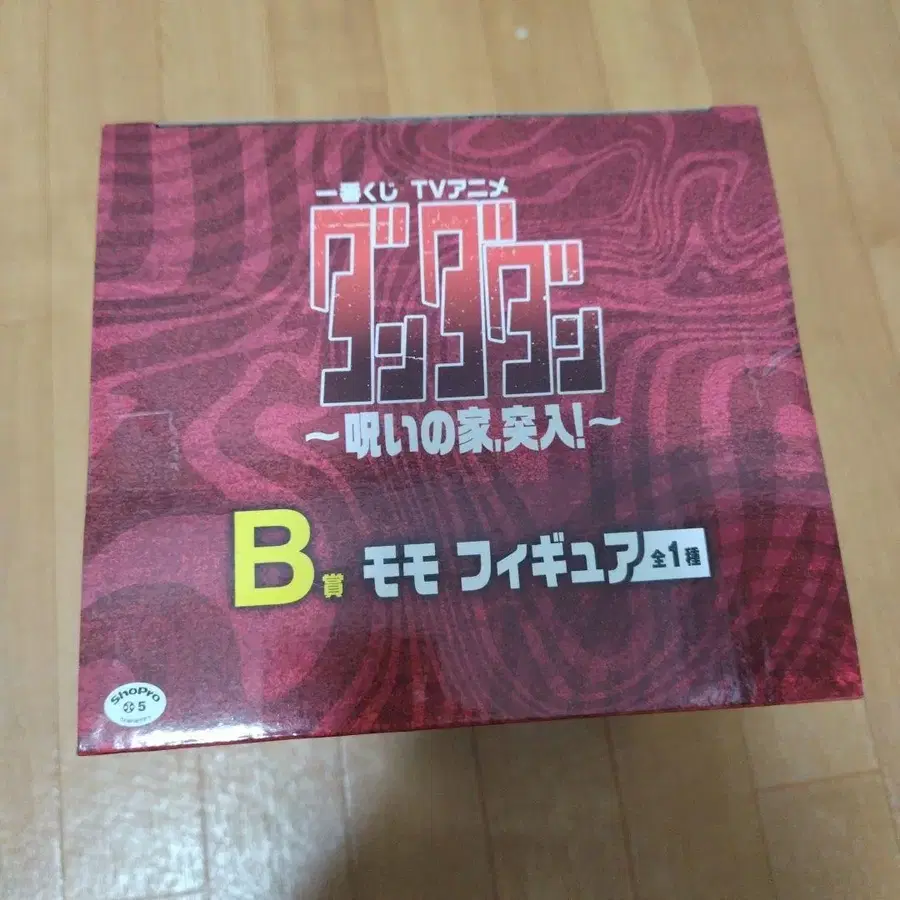 一番くじ TVアニメ
ダンダダン
～呪いの家、突入！～
B賞 モモ フィギュア 全1種
ShoPro
5